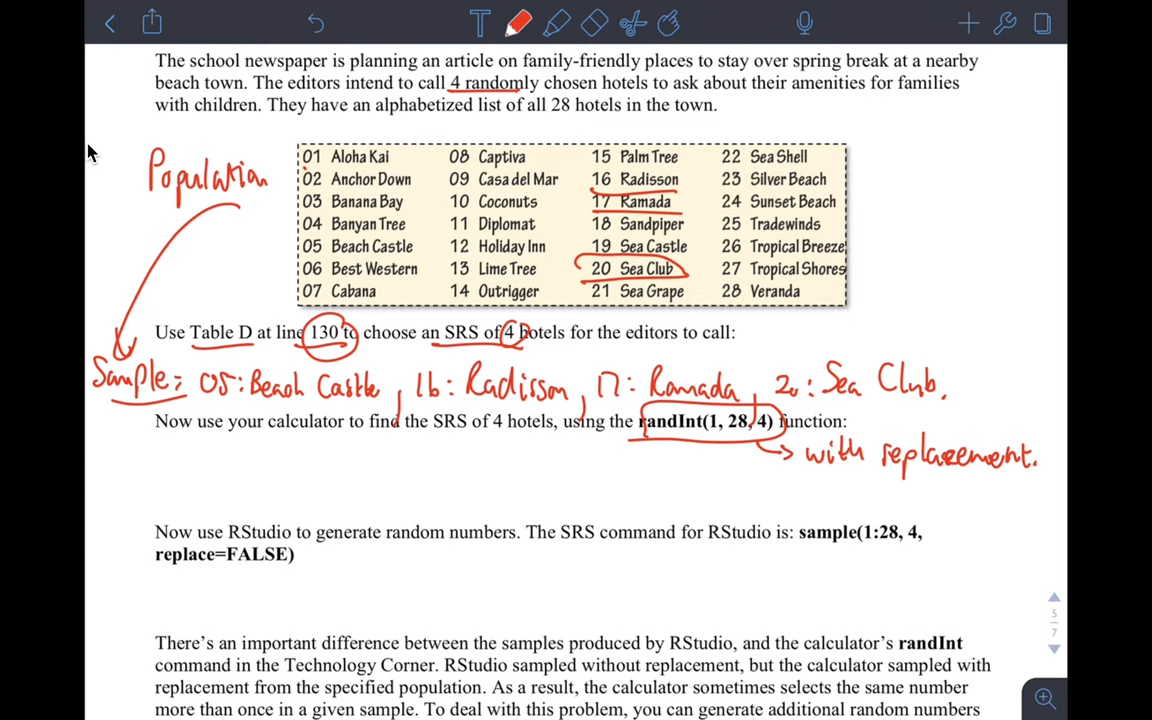 The school newspaper is planning an article on family-friendly places to stay over spring break at a nearby
beach town. The editors intend to call 4 randomly chosen hotels to ask about their amenities for families
with children. They have an alphabetized list of all 28 hotels in the town.
Population
01 Aloha Kai 08 Captiva 15 Palm Tree 22 Sea Shell
02 Anchor Down 09 Casa del Mar 16 Radisson 23 Silver Beach
03 Banana Bay 10 Coconuts 17 Ramada 24 Sunset Beach
04 Banyan Tree 11 Diplomat 18 Sandpiper 25 Tradewinds
05 Beach Castle 12 Holiday Inn 19 Sea Castle 26 Tropical Breeze
06 Best Western 13 Lime Tree 20 Sea Club 27 Tropical Shores
07 Cabana 14 Outrigger 21 Sea Grape 28 Veranda
Use Table D at line 130 to choose an SRS of 4 hotels for the editors to call:
Sample: 05: Beach Castle, 16: Radisson, 17: Ramada, 20: Sea Club.
Now use your calculator to find the SRS of 4 hotels, using the randInt(1, 28, 4) function:
with replacement.
Now use RStudio to generate random numbers. The SRS command for RStudio is: sample(1:28, 4,
replace=FALSE)
5
7
There's an important difference between the samples produced by RStudio, and the calculator's randInt
command in the Technology Corner. RStudio sampled without replacement, but the calculator sampled with
replacement from the specified population. As a result, the calculator sometimes selects the same number
more than once in a given sample. To deal with this problem, you can generate additional random numbers